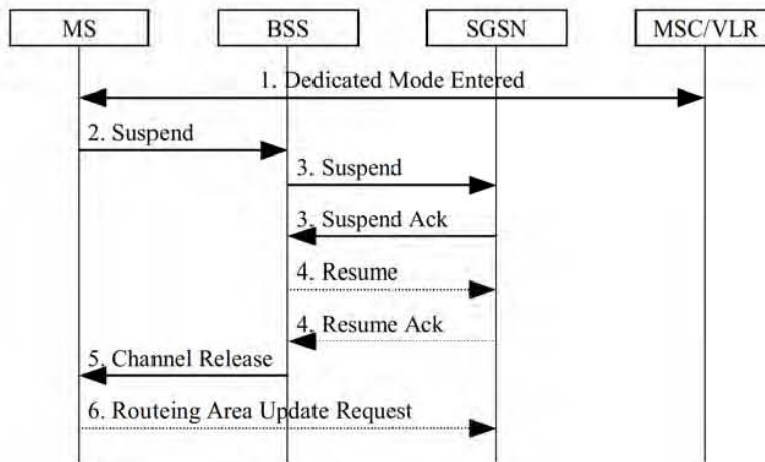 MS BSS SGSN MSC/VLR
1. Dedicated Mode Entered
2. Suspend
3. Suspend
3. Suspend Ack
4. Resume
4. Resume Ack
5. Channel Release
6. Routeing Area Update Request